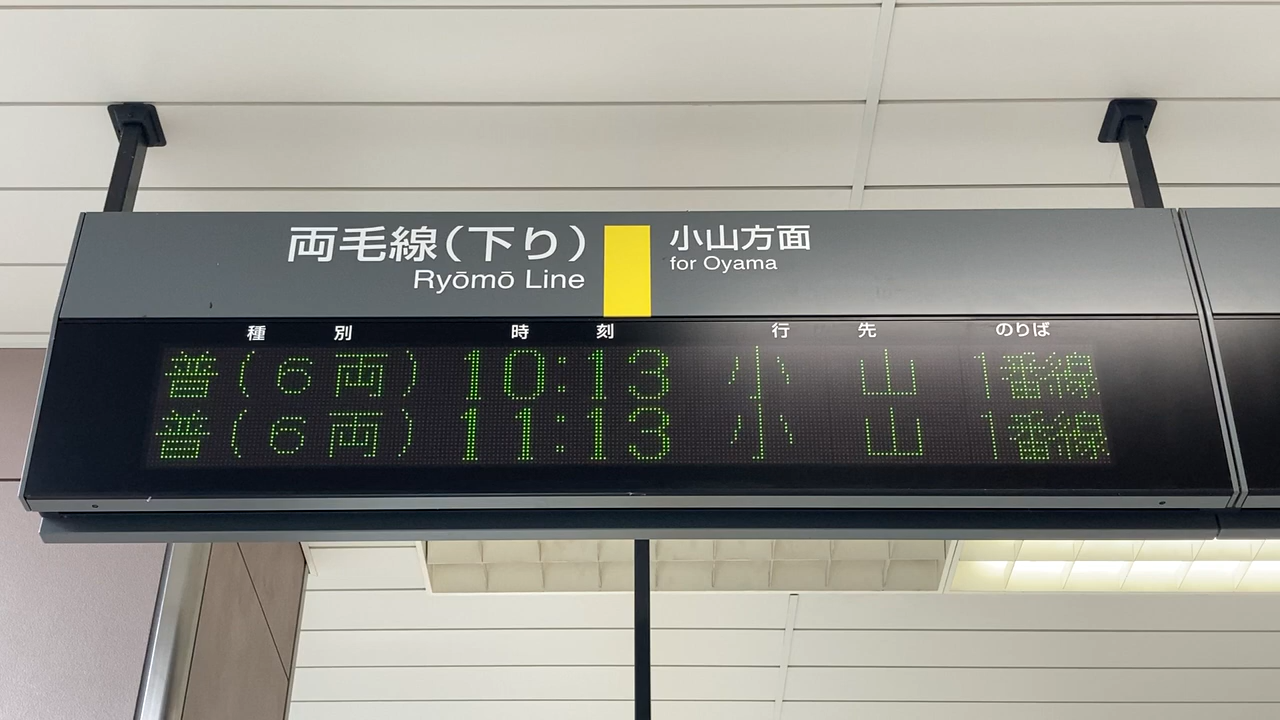 両毛線(下り) 小山方面
Ryōmō Line for Oyama
種別 時刻 行先 のりば
普(6両) 10:13 小山 1番線
普(6両) 11:13 小山 1番線